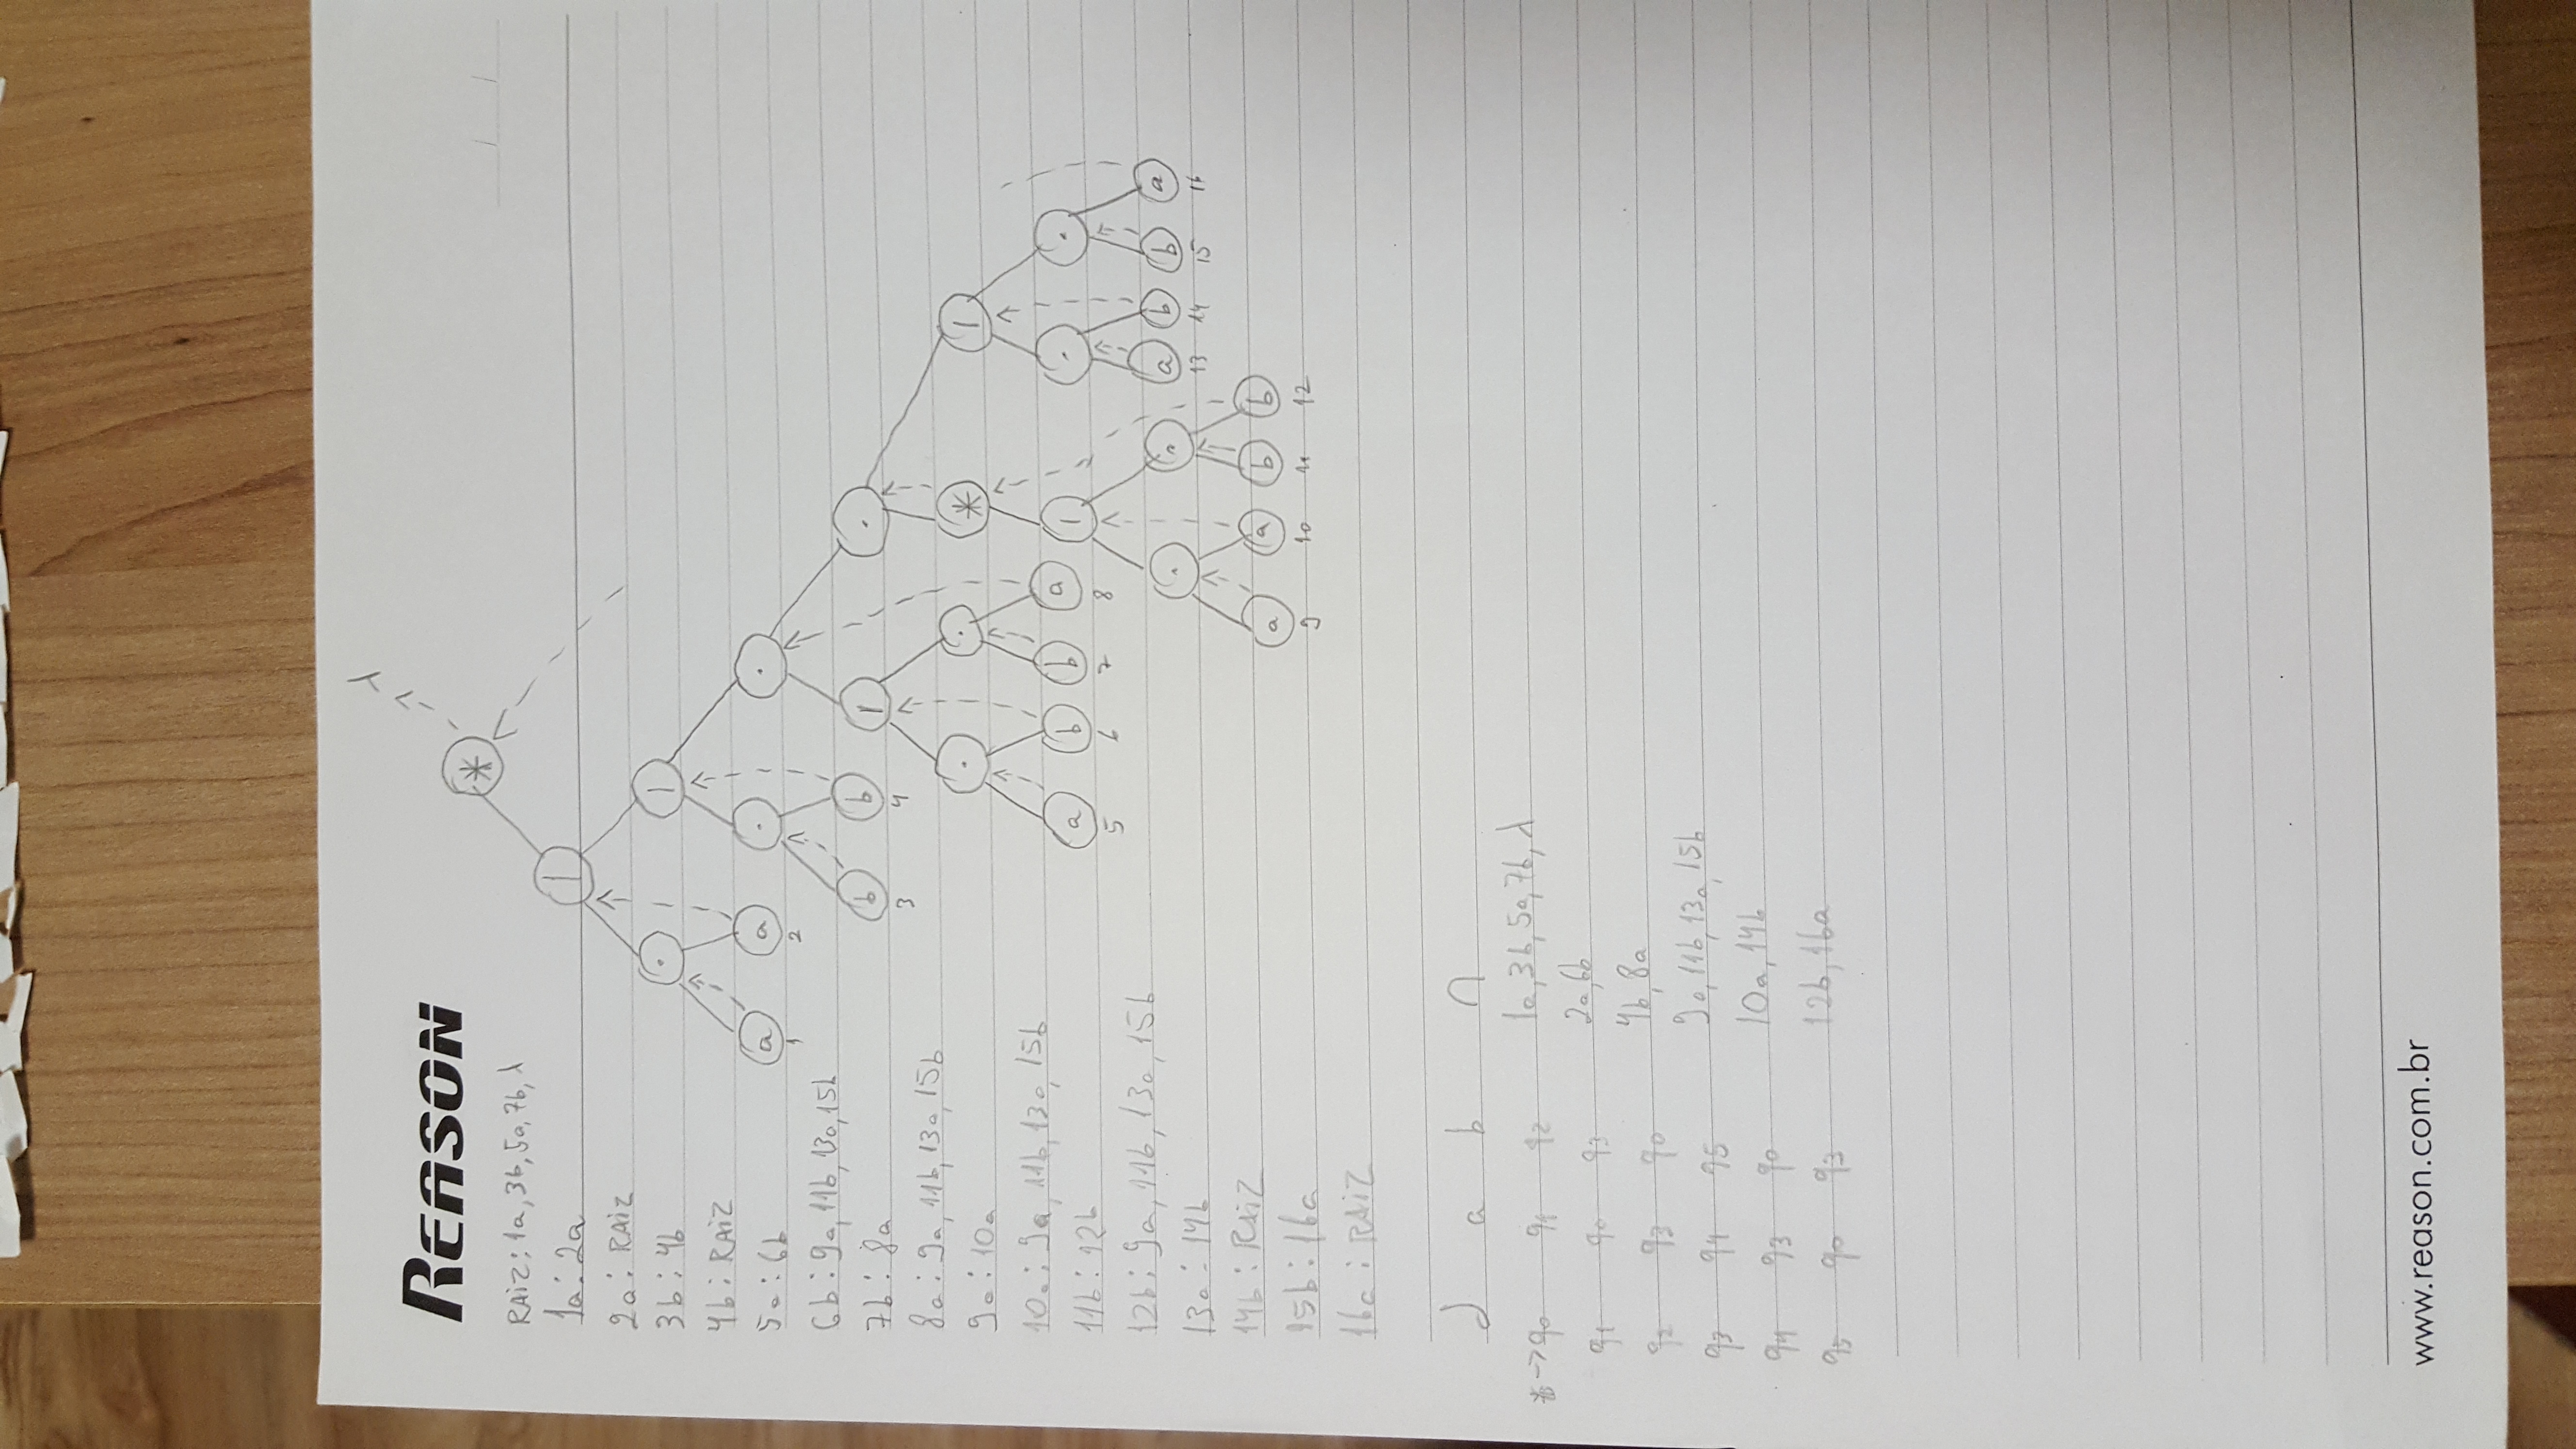 λ
REASON
*
RAIZ: 1a, 3b, 5a, 7b, λ
|
1a: 2a
2a: RAIZ
. |
3b: 4b
4b: RAIZ
a a . .
1 2
5a: 6b
6b: 9a, 11b, 13a, 15b
b b | .
3 4
7b: 8a
8a: 9a, 11b, 13a, 15b
. . * |
9a: 10a
10a: 9a, 11b, 13a, 15b
a b b a | . .
5 6 7 8
11b: 12b
12b: 9a, 11b, 13a, 15b
. . a b b a
13 14 15 16
13a: 14b
14b: RAIZ
a a b b
9 10 11 12
15b: 16a
16a: RAIZ
∂ a b ∩
*->q0 q1 q2 1a, 3b, 5a, 7b, λ
q1 q0 q3 2a, 6b
q2 q3 q0 4b, 8a
q3 q4 q5 9a, 11b, 13a, 15b
q4 q3 q0 10a, 14b
q5 q0 q3 12b, 16a
www.reason.com.br